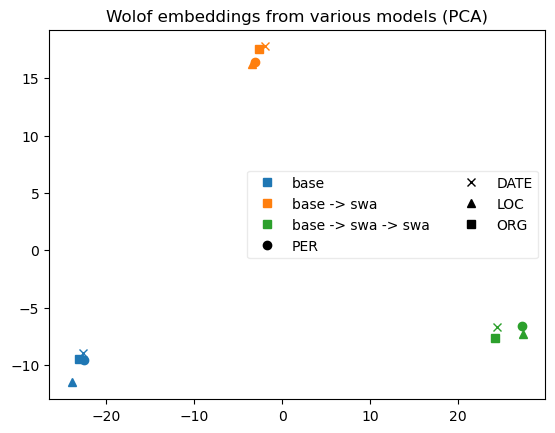 Wolof embeddings from various models (PCA)
15
10
5
0
−5
−10
base
base -> swa
base -> swa -> swa
PER
DATE
LOC
ORG
−20
−10
0
10
20